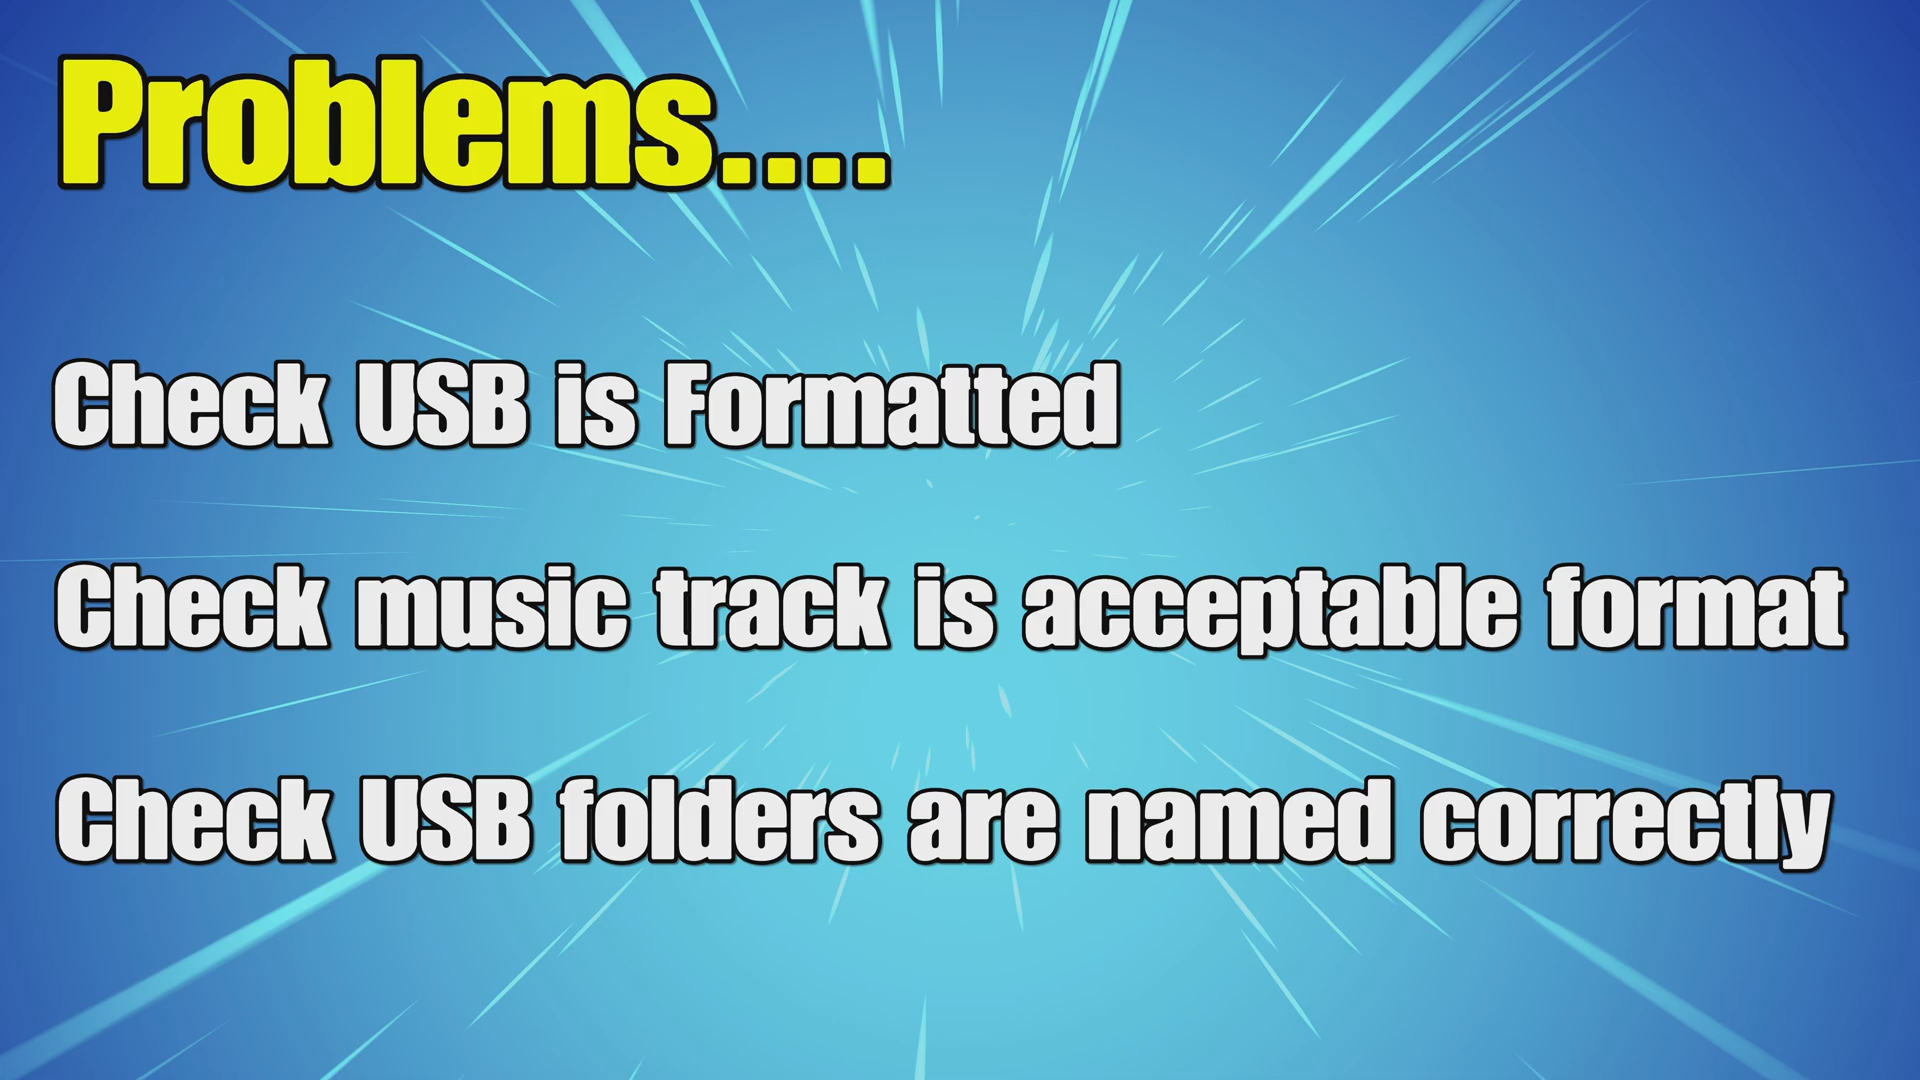 Problems....
Check USB is Formatted
Check music track is acceptable format
Check USB folders are named correctly